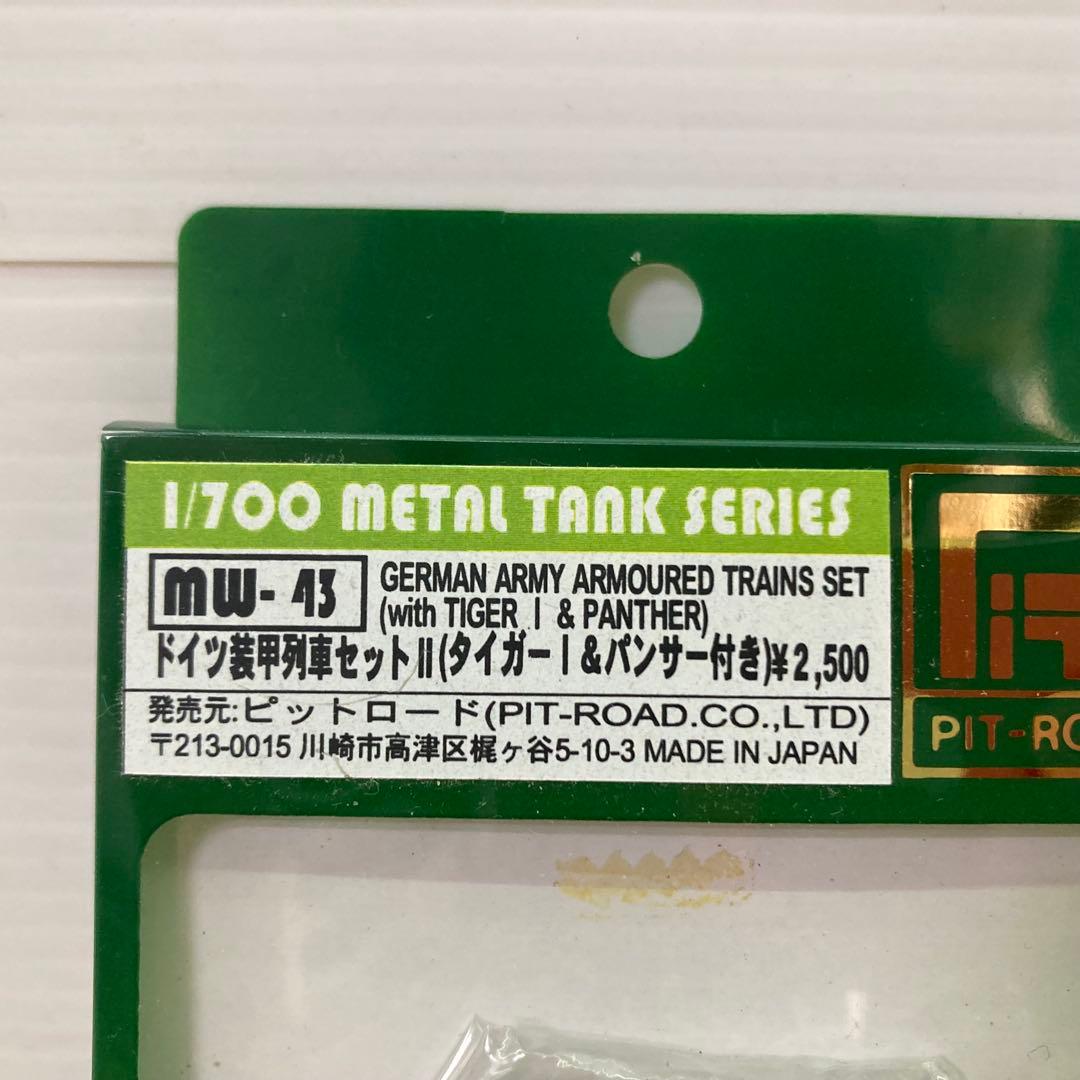 1/700 METAL TANK SERIES
MW-43
GERMAN ARMY ARMOURED TRAINS SET
(with TIGER I & PANTHER)
ドイツ装甲列車セットII(タイガーI&パンサー付き)¥2,500
発売元:ピットロード(PIT-ROAD.CO.,LTD)
〒213-0015 川崎市高津区梶ヶ谷5-10-3 MADE IN JAPAN
PIT-RO